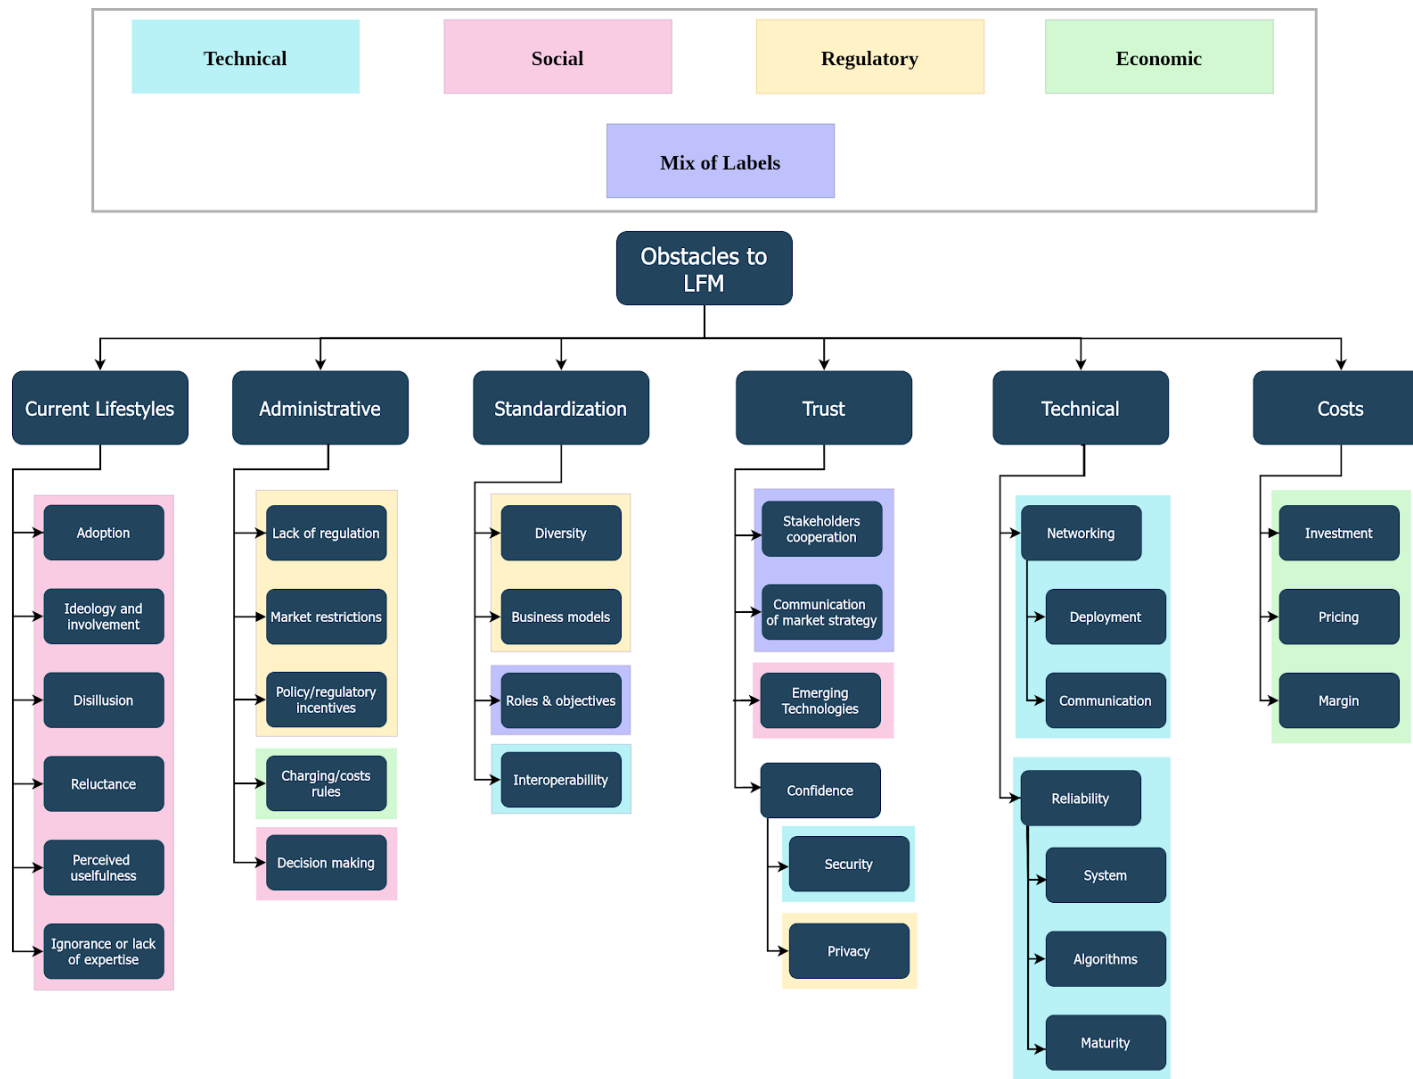 Technical
Social
Regulatory
Economic
Mix of Labels
Obstacles to
LFM
Current Lifestyles
Administrative
Standardization
Trust
Technical
Costs
Adoption
Ideology and
involvement
Disillusion
Reluctance
Perceived
uselfulness
Ignorance or lack
of expertise
Lack of regulation
Market restrictions
Policy/regulatory
incentives
Charging/costs
rules
Decision making
Diversity
Business models
Roles & objectives
Interoperabillity
Stakeholders
cooperation
Communication
of market strategy
Emerging
Technologies
Confidence
Security
Privacy
Networking
Deployment
Communication
Reliability
System
Algorithms
Maturity
Investment
Pricing
Margin